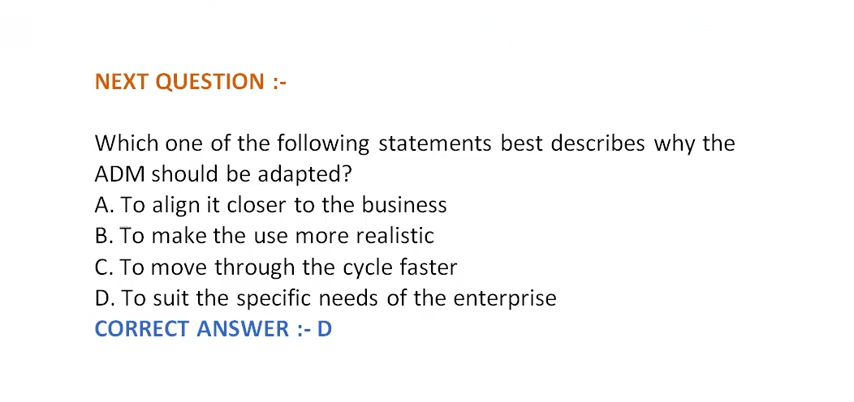 NEXT QUESTION :-
Which one of the following statements best describes why the
ADM should be adapted?
A. To align it closer to the business
B. To make the use more realistic
C. To move through the cycle faster
D. To suit the specific needs of the enterprise
CORRECT ANSWER :- D